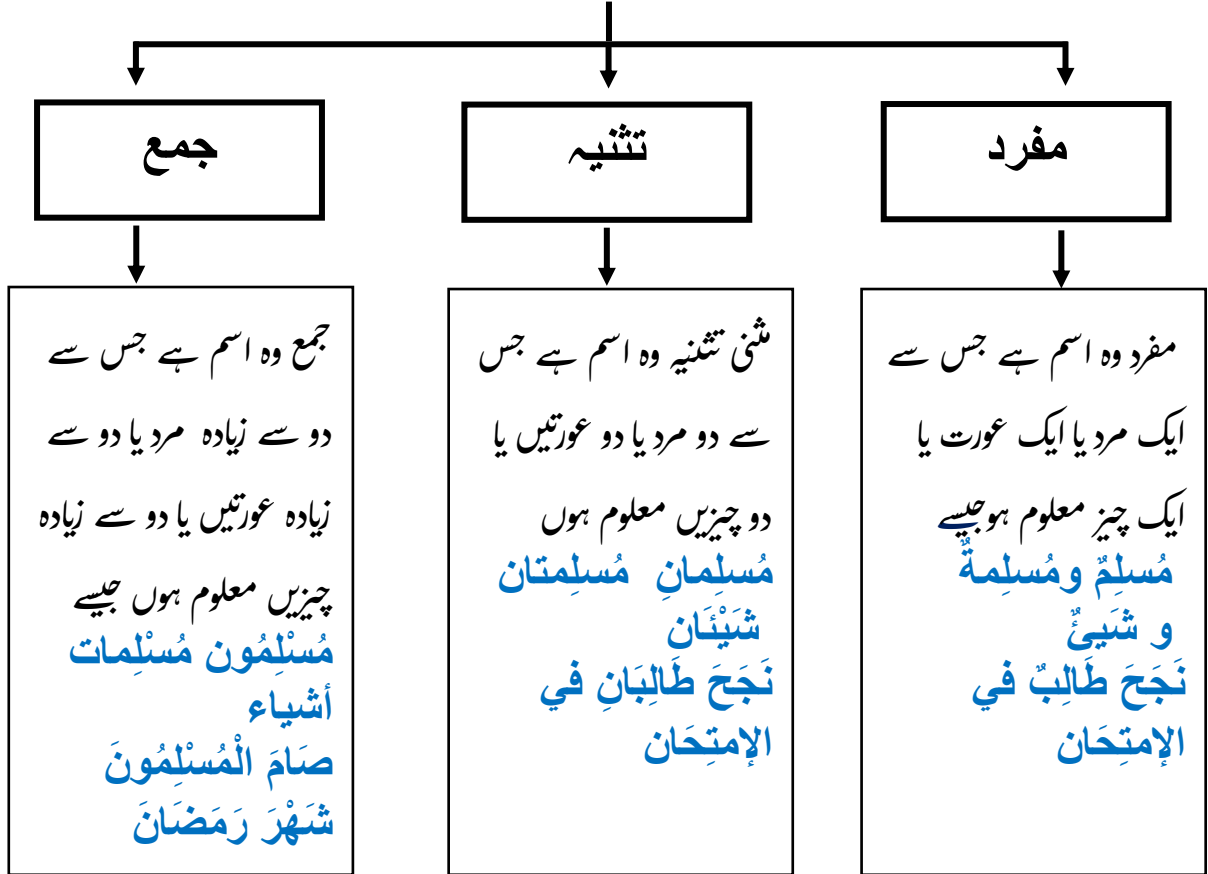 مفرد
تثنیہ
جمع
مفرد وہ اسم ہے جس سے
ایک مرد یا ایک عورت یا
ایک چیز معلوم ہو جیسے
مُسلِمٌ ومُسلِمةٌ
و شَيئٌ
نَجَحَ طَالِبٌ في
الإمتِحَان
مثنٰی تثنیہ وہ اسم ہے جس
سے دو مرد یا دو عورتیں یا
دو چیزیں معلوم ہوں
مُسلِمانِ مُسلِمتان
شَيْئَان
نَجَحَ طَالِبَانِ في
الإمتِحَان
جمع وہ اسم ہے جس سے
دو سے زیادہ مرد یا دو سے
زیادہ عورتیں یا دو سے زیادہ
چیزیں معلوم ہوں جیسے
مُسْلِمُون مُسْلِمات
أشياء
صَامَ الْمُسْلِمُونَ
شَهْرَ رَمَضَانَ